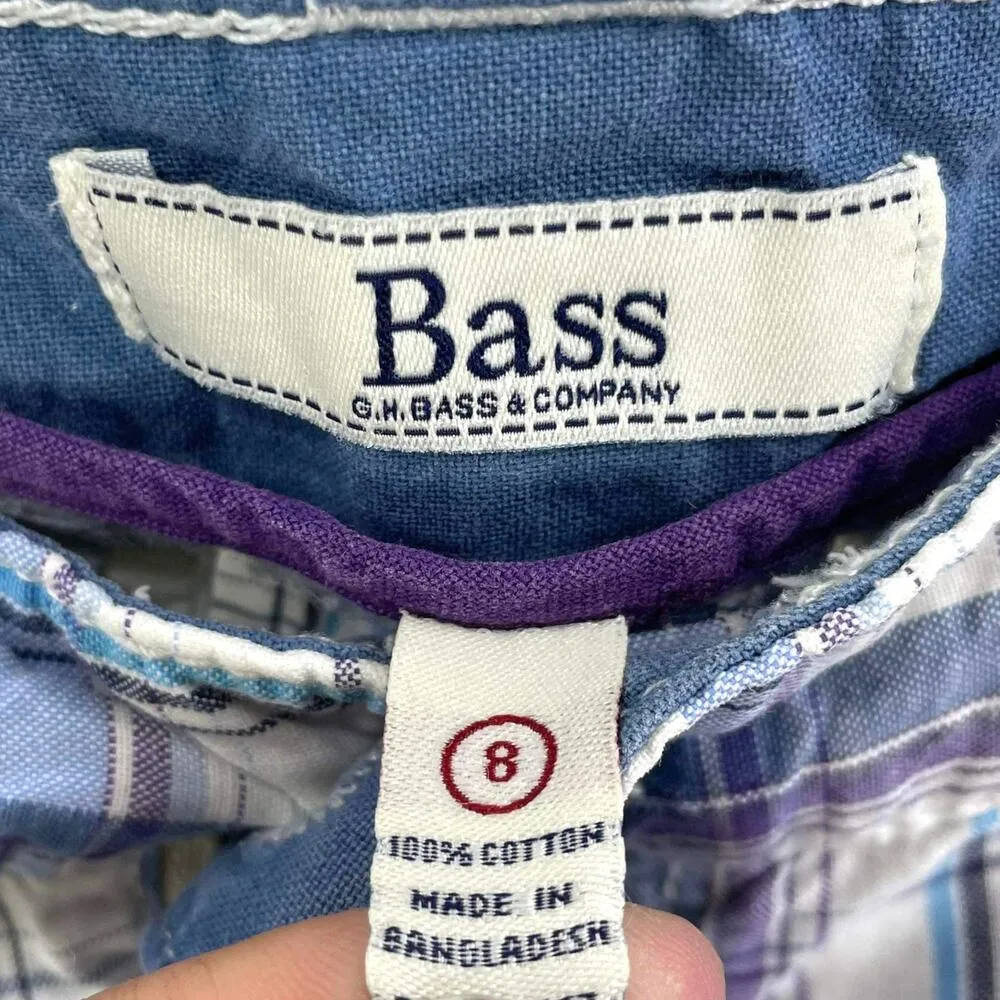 Bass
G.H. BASS & COMPANY
8
100% COTTON
MADE IN
BANGLADESH